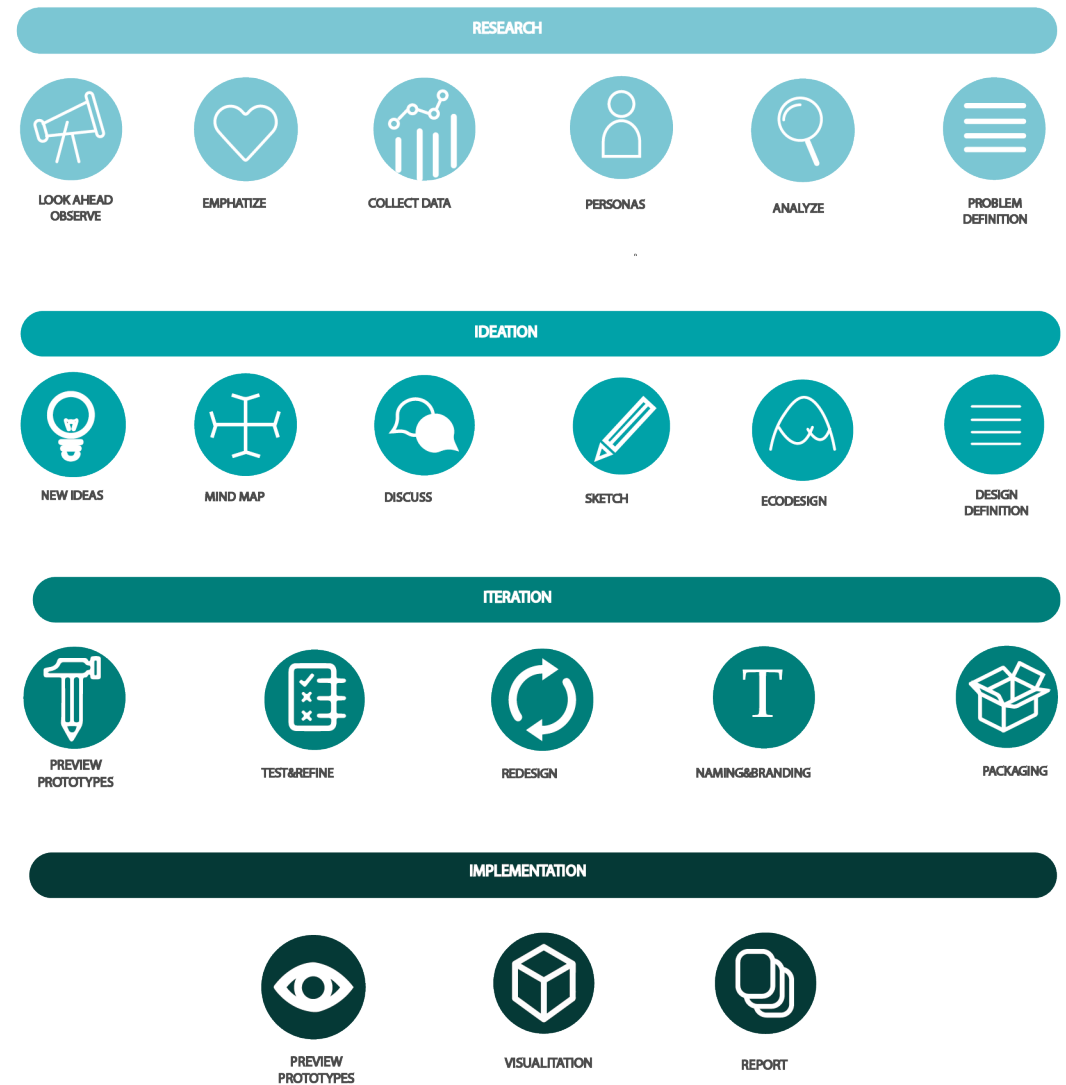 RESEARCH
LOOK AHEAD
OBSERVE
EMPHATIZE
COLLECT DATA
PERSONAS
ANALYZE
PROBLEM
DEFINITION
"
IDEATION
NEW IDEAS
MIND MAP
DISCUSS
SKETCH
ECODESIGN
DESIGN
DEFINITION
ITERATION
T
PREVIEW
PROTOTYPES
TEST&REFINE
REDESIGN
NAMING&BRANDING
PACKAGING
IMPLEMENTATION
PREVIEW
PROTOTYPES
VISUALITATION
REPORT